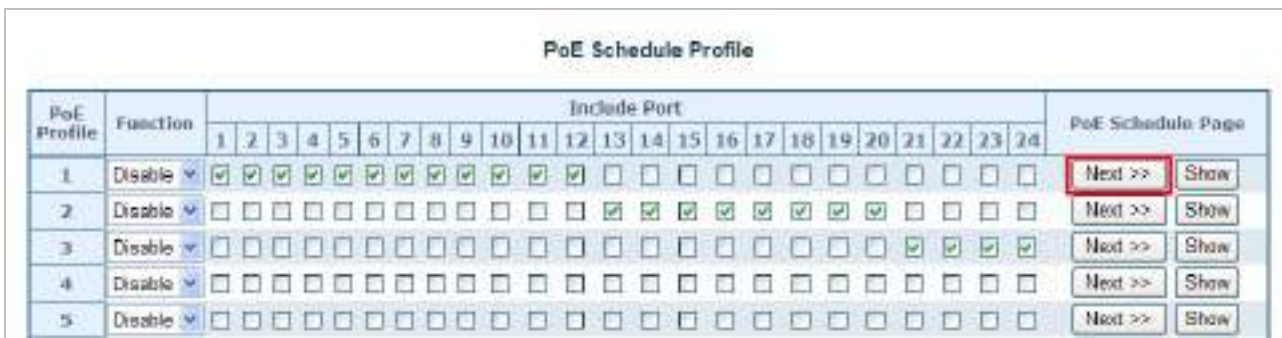 PoE Schedule Profile
PoE Profile Function Include Port PoE Schedule Page
1 2 3 4 5 6 7 8 9 10 11 12 13 14 15 16 17 18 19 20 21 22 23 24
1 Disable Next >> Show
2 Disable Next >> Show
3 Disable Next >> Show
4 Disable Next >> Show
5 Disable Next >> Show